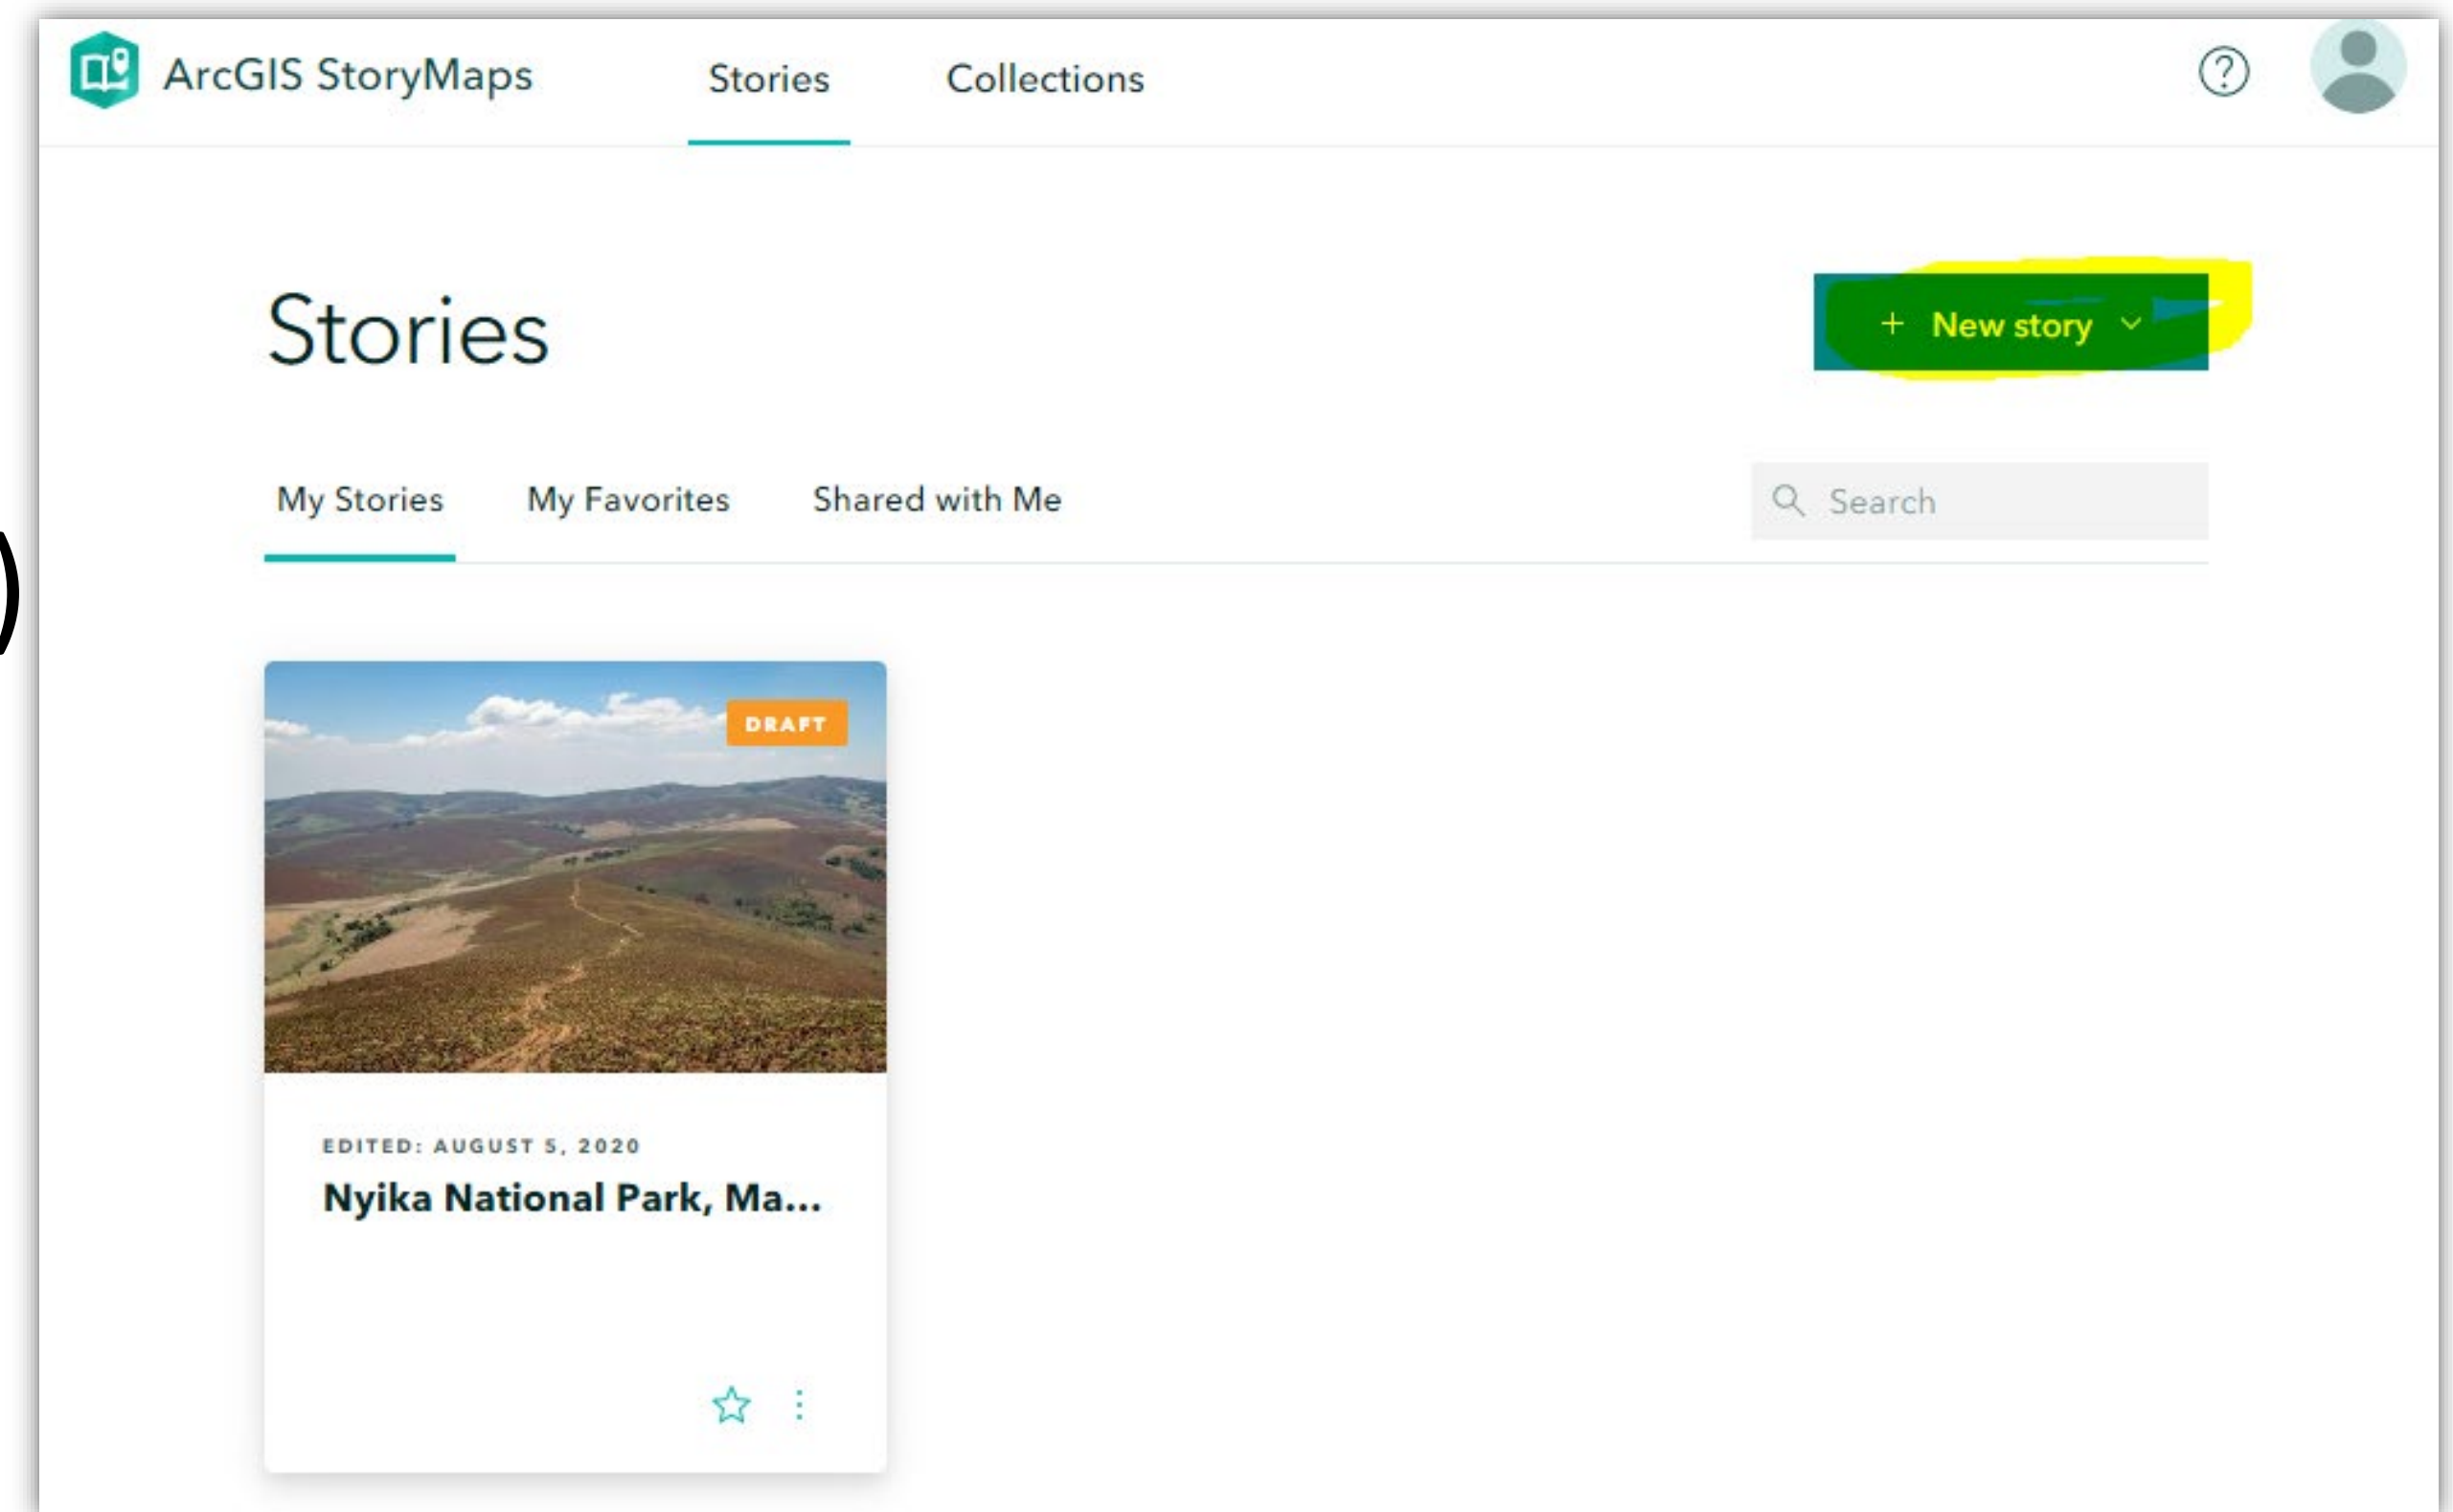 ArcGIS StoryMaps Stories Collections ?
Stories
+ New story
My Stories My Favorites Shared with Me Search
)
DRAFT
EDITED: AUGUST 5, 2020
Nyika National Park, Ma...